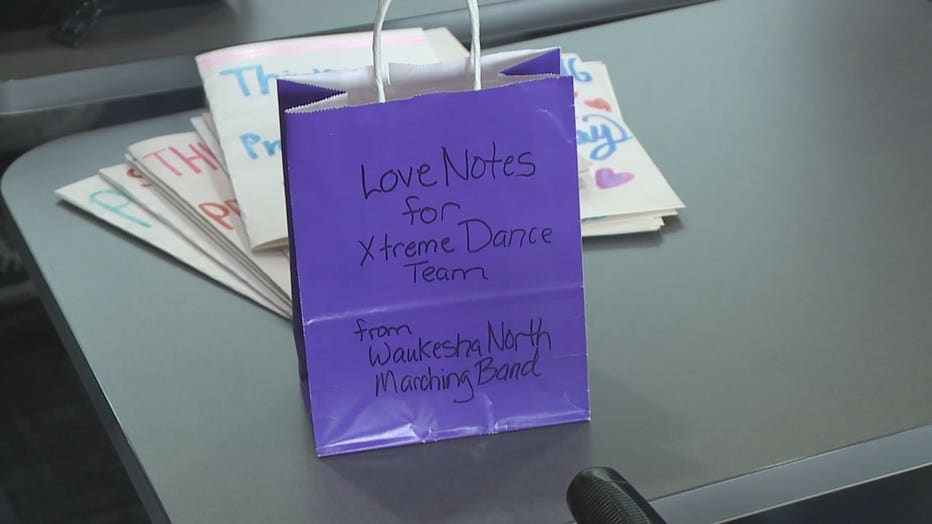 Love Notes
for
Xtreme Dance
Team
from
Waukesha North
Marching Band